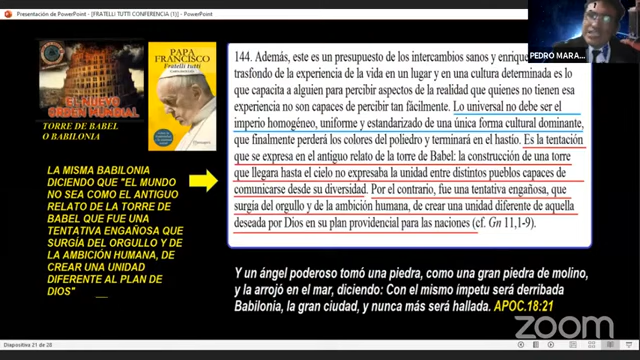 Presentación de PowerPoint - [FRATELLI TUTTI CONFERENCIA (1)] - PowerPoint
PEDRO MARA...
EL NUEVO
ORDEN MUNDIAL
TORRE DE BABEL
O BABILONIA
PAPA
FRANCISCO
Fratelli tutti
144. Además, este es un presupuesto de los intercambios sanos y enrique
trasfondo de la experiencia de la vida en un lugar y en una cultura determinada es lo
que capacita a alguien para percibir aspectos de la realidad que quienes no tienen esa
experiencia no son capaces de percibir tan fácilmente. Lo universal no debe ser el
imperio homogéneo, uniforme y estandarizado de una única forma cultural dominante,
que finalmente perderá los colores del poliedro y terminará en el hastío. Es la tentación
que se expresa en el antiguo relato de la torre de Babel: la construcción de una torre
que llegara hasta el cielo no expresaba la unidad entre distintos pueblos capaces de
comunicarse desde su diversidad. Por el contrario, fue una tentativa engañosa, que
surgía del orgullo y de la ambición humana, de crear una unidad diferente de aquella
deseada por Dios en su plan providencial para las naciones (cf. Gn 11,1-9).
LA MISMA BABILONIA
DICIENDO QUE "EL MUNDO
NO SEA COMO EL ANTIGUO
RELATO DE LA TORRE DE
BABEL QUE FUE UNA
TENTATIVA ENGAÑOSA QUE
SURGÍA DEL ORGULLO Y DE
LA AMBICIÓN HUMANA, DE
CREAR UNA UNIDAD
DIFERENTE AL PLAN DE
DIOS"
Y un ángel poderoso tomó una piedra, como una gran piedra de molino,
y la arrojó en el mar, diciendo: Con el mismo ímpetu será derribada
Babilonia, la gran ciudad, y nunca más será hallada. APOC.18:21
Diapositiva 21 de 28
zoom